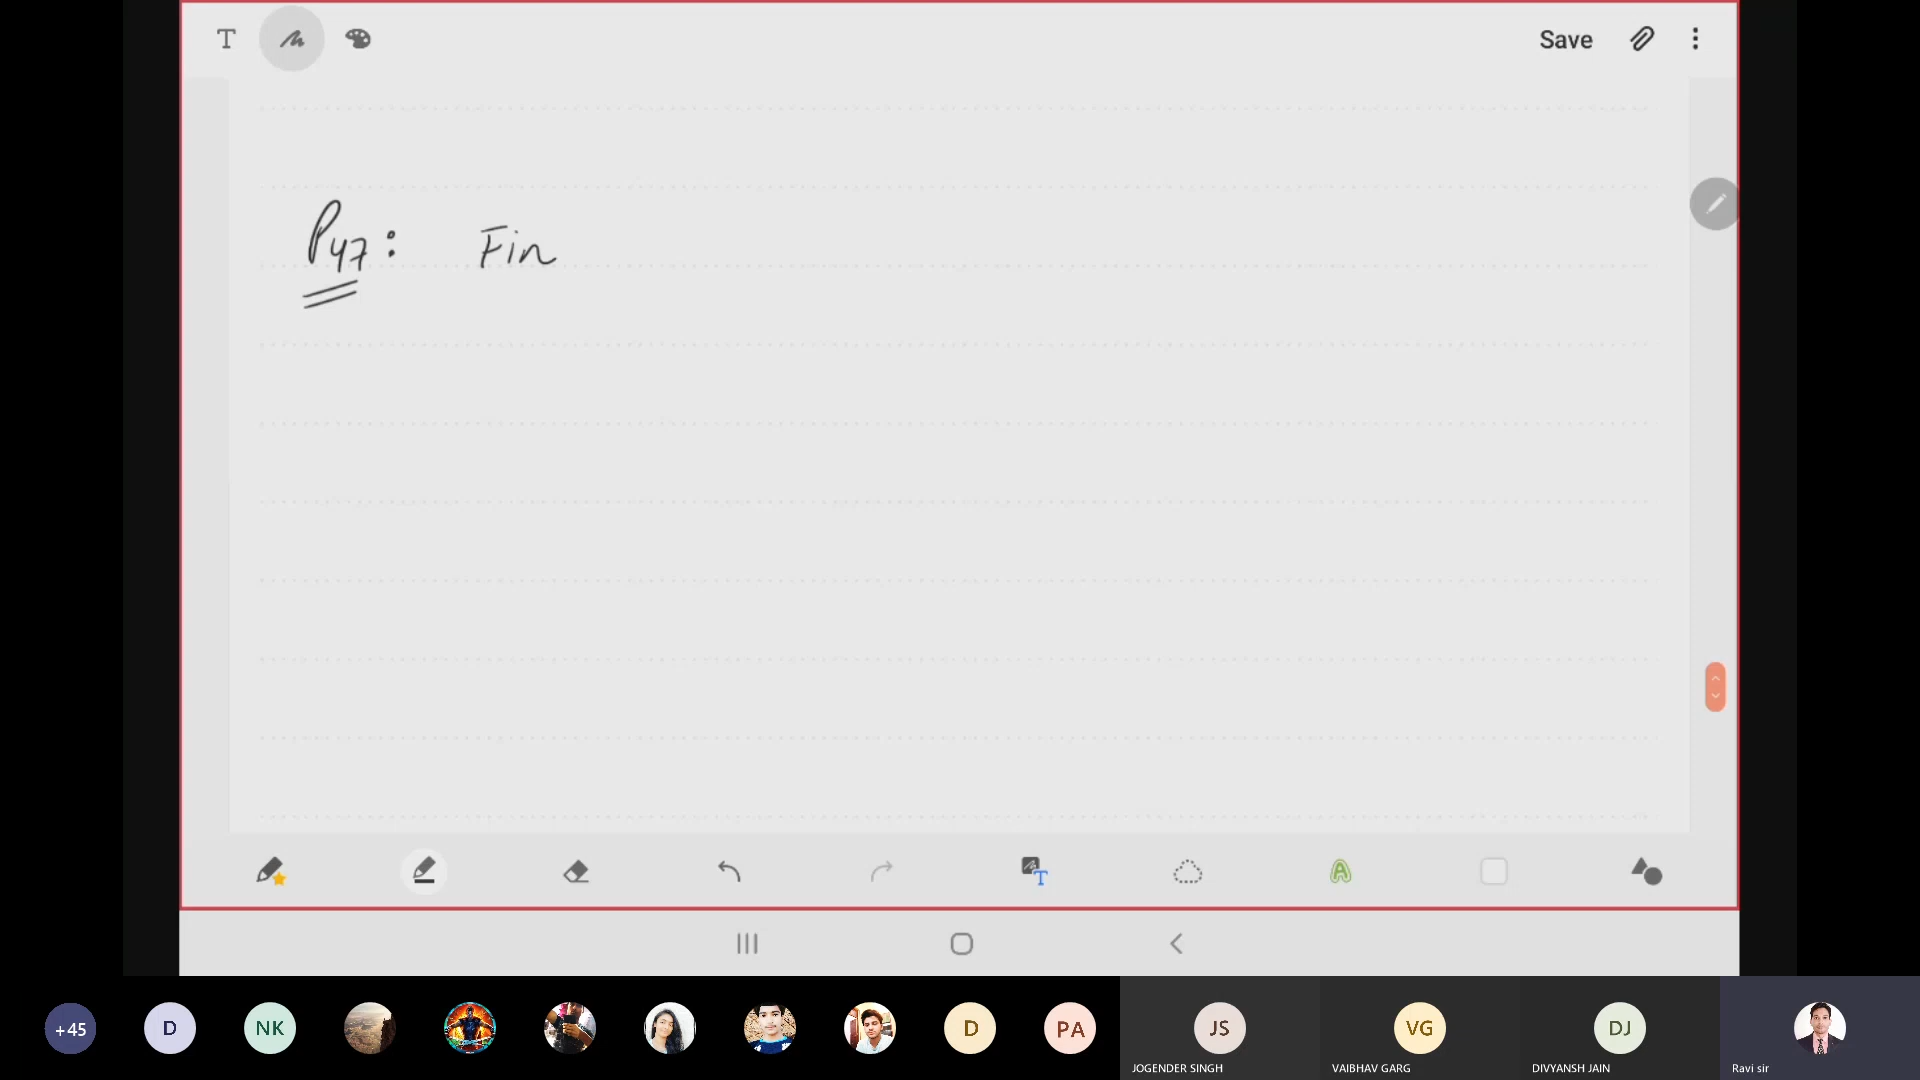 T Save
P47: Fin
T
A
+45 D NK D PA JS VG DJ
JOGENDER SINGH VAIBHAV GARG DIVYANSH JAIN Ravi sir